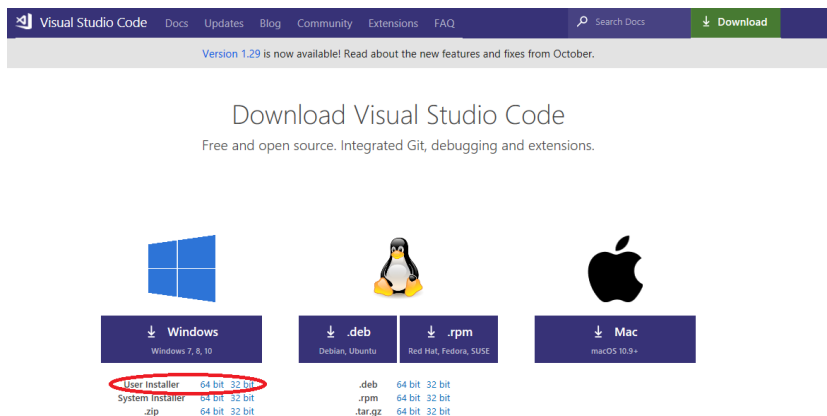 Visual Studio Code Docs Updates Blog Community Extensions FAQ Search Docs Download
Version 1.29 is now available! Read about the new features and fixes from October.
Download Visual Studio Code
Free and open source. Integrated Git, debugging and extensions.
Windows
Windows 7, 8, 10
.deb
Debian, Ubuntu
.rpm
Red Hat, Fedora, SUSE
Mac
macOS 10.9+
User Installer 64 bit 32 bit
System Installer 64 bit 32 bit
.zip 64 bit 32 bit
.deb 64 bit 32 bit
.rpm 64 bit 32 bit
.tar.gz 64 bit 32 bit